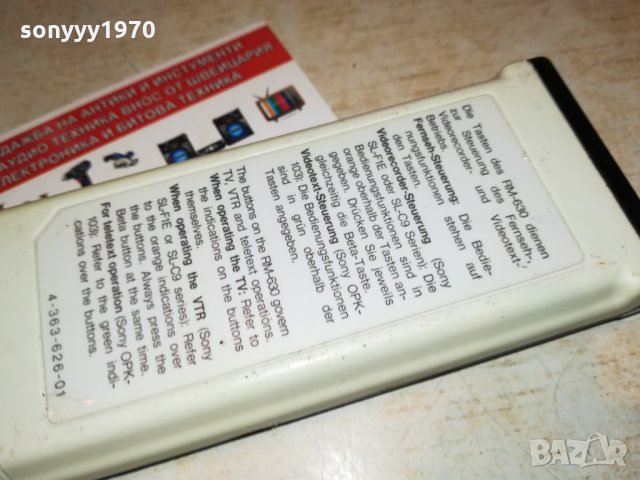 sonyyy1970
ДАЖБА НА АНТИКИ И ИНСТУМЕНТИ
АУДИО ТЕХНИКА ВНОС ОТ ШВЕЙЦАРИЯ
ЛЕКТРОНИКА И БИТОВА ТЕХНИКА
Die Tasten des RM-630 dienen
zur Steuerung des Fernseh-,
Videorecorder- und Videotext-
Betriebs.
Fernseh-Steuerung: Die Bedie-
nungsfunktionen stehen auf
den Tasten.
Videorecorder-Steuerung (Sony
SL-F1E oder SL-C9 Serien): Die
Bedienungsfunktionen sind in
orange oberhalb der Tasten an-
gegeben. Drücken Sie jeweils
gleichzeitig die Beta-Taste.
Videotext-Steuerung (Sony OPK-
103): Die Bedienungsfunktionen
sind in grün oberhalb der
Tasten angegeben.
The buttons on the RM-630 govern
TV, VTR and teletext operations.
When operating the TV: Refer to
the indications on the buttons
themselves.
When operating the VTR (Sony
SL-F1E or SL-C9 series): Refer
to the orange indications over
the buttons. Always press the
Beta button at the same time.
For teletext operation (Sony OPK-
103): Refer to the green indi-
cations over the buttons.
4-363-626-01
BAZAR
bg